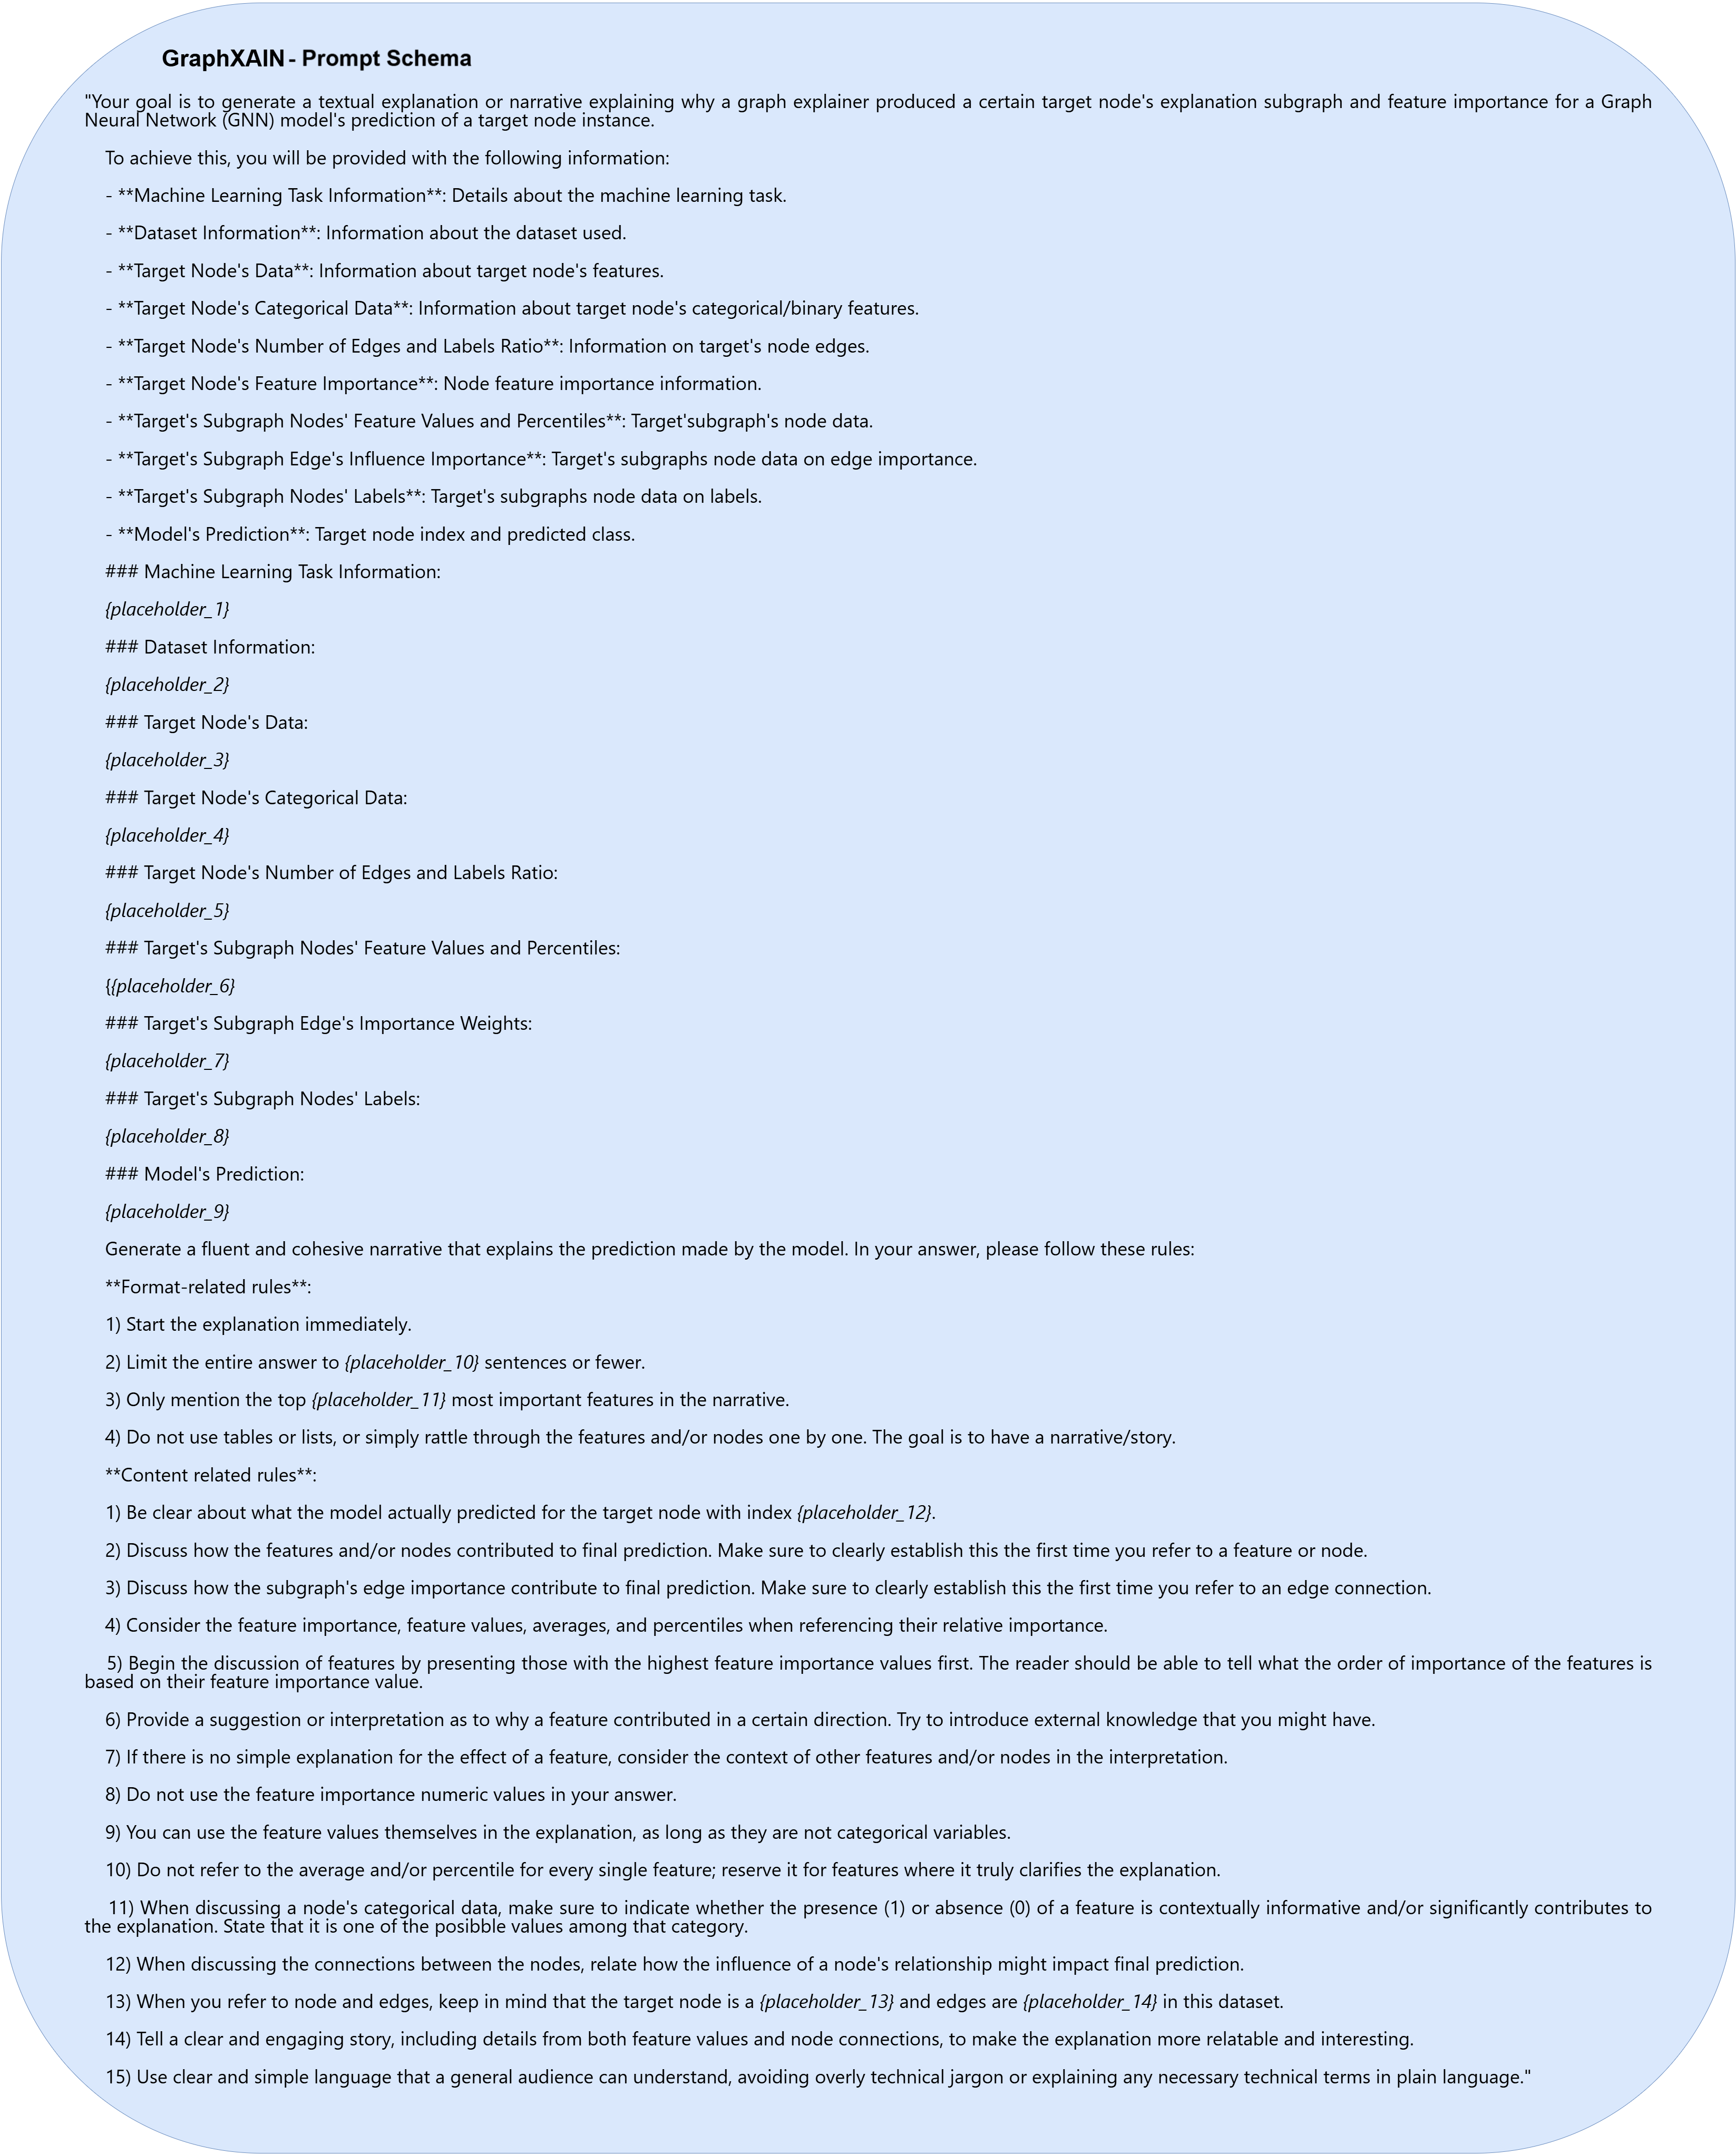 GraphXAIN - Prompt Schema
"Your goal is to generate a textual explanation or narrative explaining why a graph explainer produced a certain target node's explanation subgraph and feature importance for a Graph
Neural Network (GNN) model's prediction of a target node instance.
To achieve this, you will be provided with the following information:
- **Machine Learning Task Information**: Details about the machine learning task.
- **Dataset Information**: Information about the dataset used.
- **Target Node's Data**: Information about target node's features.
- **Target Node's Categorical Data**: Information about target node's categorical/binary features.
- **Target Node's Number of Edges and Labels Ratio**: Information on target's node edges.
- **Target Node's Feature Importance**: Node feature importance information.
- **Target's Subgraph Nodes' Feature Values and Percentiles**: Target'subgraph's node data.
- **Target's Subgraph Edge's Influence Importance**: Target's subgraphs node data on edge importance.
- **Target's Subgraph Nodes' Labels**: Target's subgraphs node data on labels.
- **Model's Prediction**: Target node index and predicted class.
### Machine Learning Task Information:
{placeholder_1}
### Dataset Information:
{placeholder_2}
### Target Node's Data:
{placeholder_3}
### Target Node's Categorical Data:
{placeholder_4}
### Target Node's Number of Edges and Labels Ratio:
{placeholder_5}
### Target's Subgraph Nodes' Feature Values and Percentiles:
{{placeholder_6}
### Target's Subgraph Edge's Importance Weights:
{placeholder_7}
### Target's Subgraph Nodes' Labels:
{placeholder_8}
### Model's Prediction:
{placeholder_9}
Generate a fluent and cohesive narrative that explains the prediction made by the model. In your answer, please follow these rules:
**Format-related rules**:
1) Start the explanation immediately.
2) Limit the entire answer to {placeholder_10} sentences or fewer.
3) Only mention the top {placeholder_11} most important features in the narrative.
4) Do not use tables or lists, or simply rattle through the features and/or nodes one by one. The goal is to have a narrative/story.
**Content related rules**:
1) Be clear about what the model actually predicted for the target node with index {placeholder_12}.
2) Discuss how the features and/or nodes contributed to final prediction. Make sure to clearly establish this the first time you refer to a feature or node.
3) Discuss how the subgraph's edge importance contribute to final prediction. Make sure to clearly establish this the first time you refer to an edge connection.
4) Consider the feature importance, feature values, averages, and percentiles when referencing their relative importance.
5) Begin the discussion of features by presenting those with the highest feature importance values first. The reader should be able to tell what the order of importance of the features is
based on their feature importance value.
6) Provide a suggestion or interpretation as to why a feature contributed in a certain direction. Try to introduce external knowledge that you might have.
7) If there is no simple explanation for the effect of a feature, consider the context of other features and/or nodes in the interpretation.
8) Do not use the feature importance numeric values in your answer.
9) You can use the feature values themselves in the explanation, as long as they are not categorical variables.
10) Do not refer to the average and/or percentile for every single feature; reserve it for features where it truly clarifies the explanation.
11) When discussing a node's categorical data, make sure to indicate whether the presence (1) or absence (0) of a feature is contextually informative and/or significantly contributes to
the explanation. State that it is one of the posibble values among that category.
12) When discussing the connections between the nodes, relate how the influence of a node's relationship might impact final prediction.
13) When you refer to node and edges, keep in mind that the target node is a {placeholder_13} and edges are {placeholder_14} in this dataset.
14) Tell a clear and engaging story, including details from both feature values and node connections, to make the explanation more relatable and interesting.
15) Use clear and simple language that a general audience can understand, avoiding overly technical jargon or explaining any necessary technical terms in plain language."